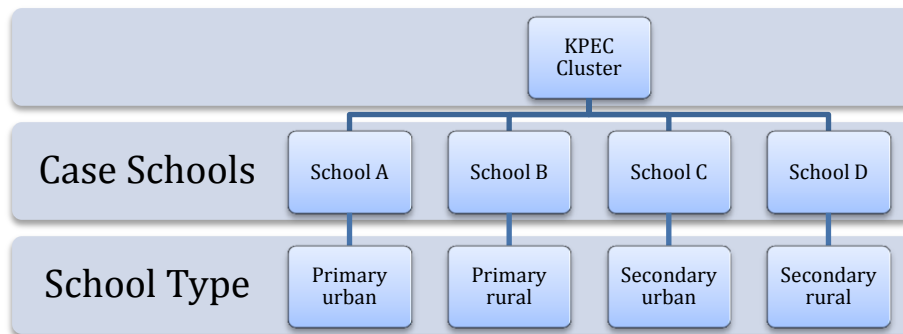 KPEC
Cluster
Case Schools
School A
School B
School C
School D
School Type
Primary
urban
Primary
rural
Secondary
urban
Secondary
rural